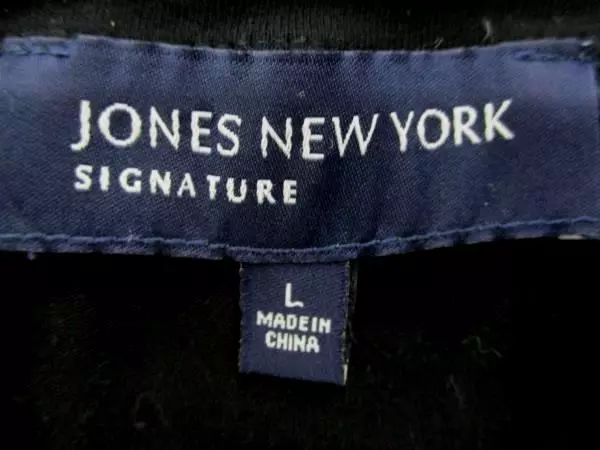 JONES NEW YORK
SIGNATURE
L
MADE IN
CHINA